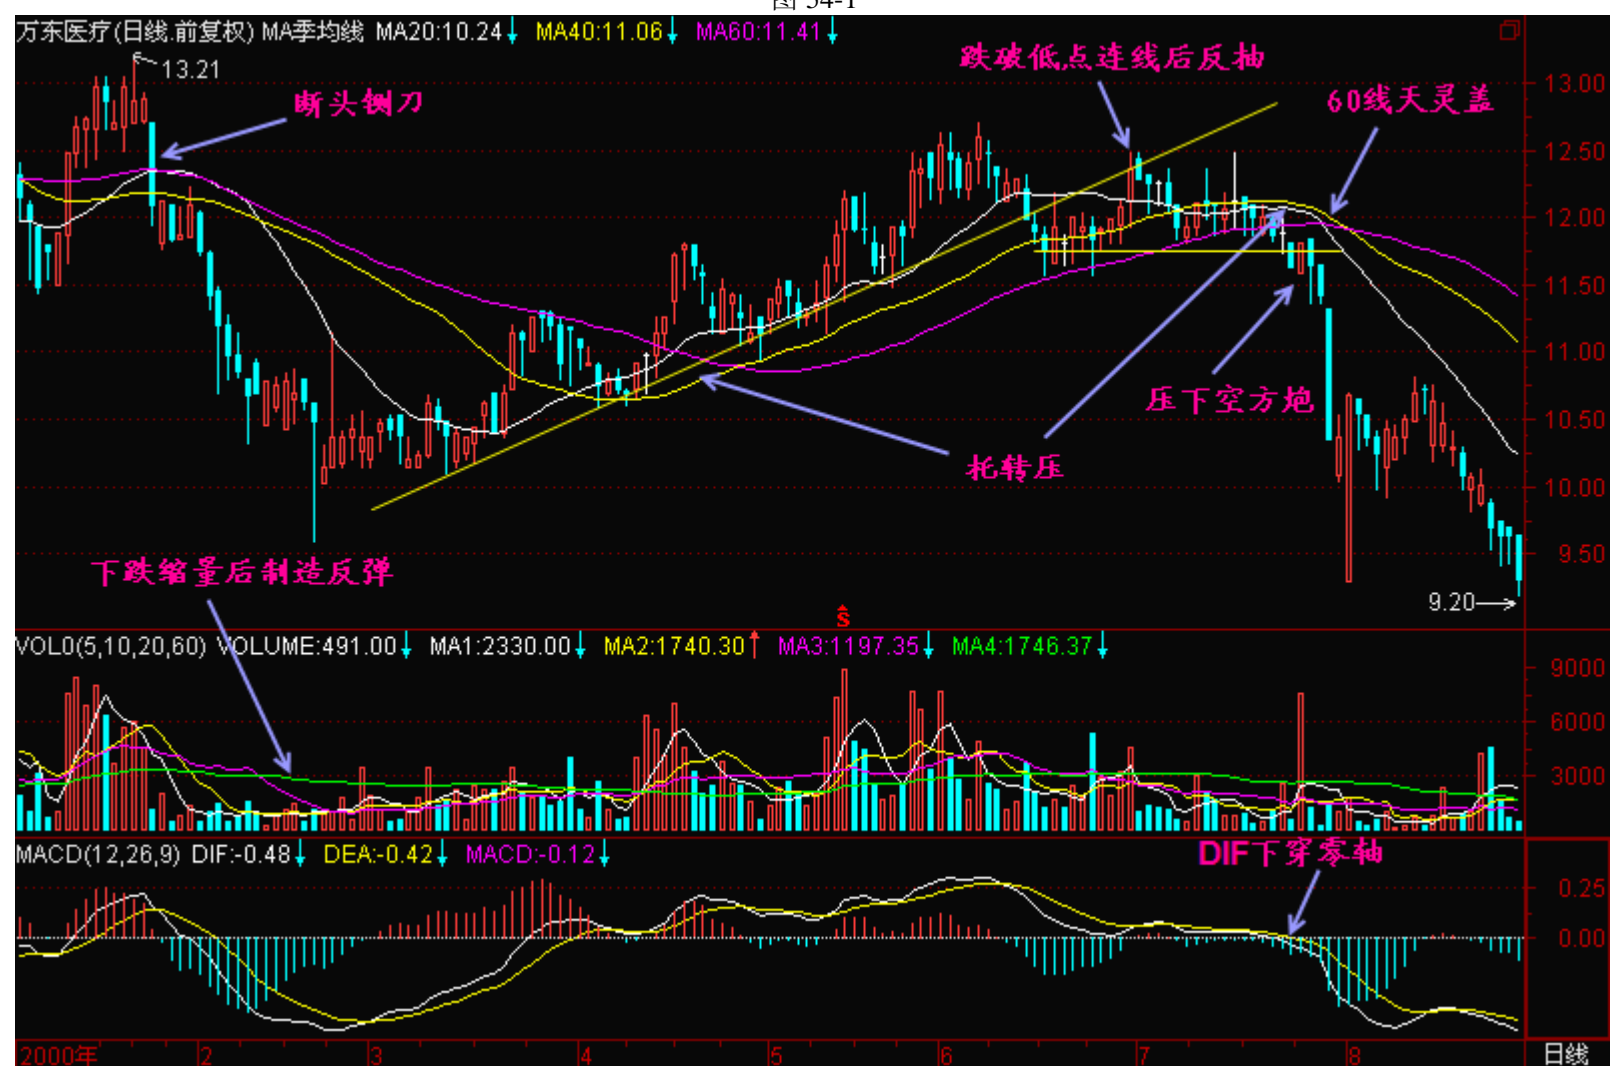 图 54-1
万东医疗(日线.前复权) MA季均线 MA20:10.24↓ MA40:11.06↓ MA60:11.41↓
跌破低点连线后反抽
13.21
13.00
断头铡刀
60线天灵盖
12.50
12.00
11.50
11.00
压下空方炮
10.50
托转压
10.00
9.50
下跌缩量后制造反弹
9.20
S
VOL0(5,10,20,60) VOLUME:491.00↓ MA1:2330.00↓ MA2:1740.30↑ MA3:1197.35↓ MA4:1746.37↓
9000
6000
3000
MACD(12,26,9) DIF:-0.48↓ DEA:-0.42↓ MACD:-0.12↓
DIF下穿零轴
0.25
0.00
2000年 2 3 4 5 6 7 8 日线